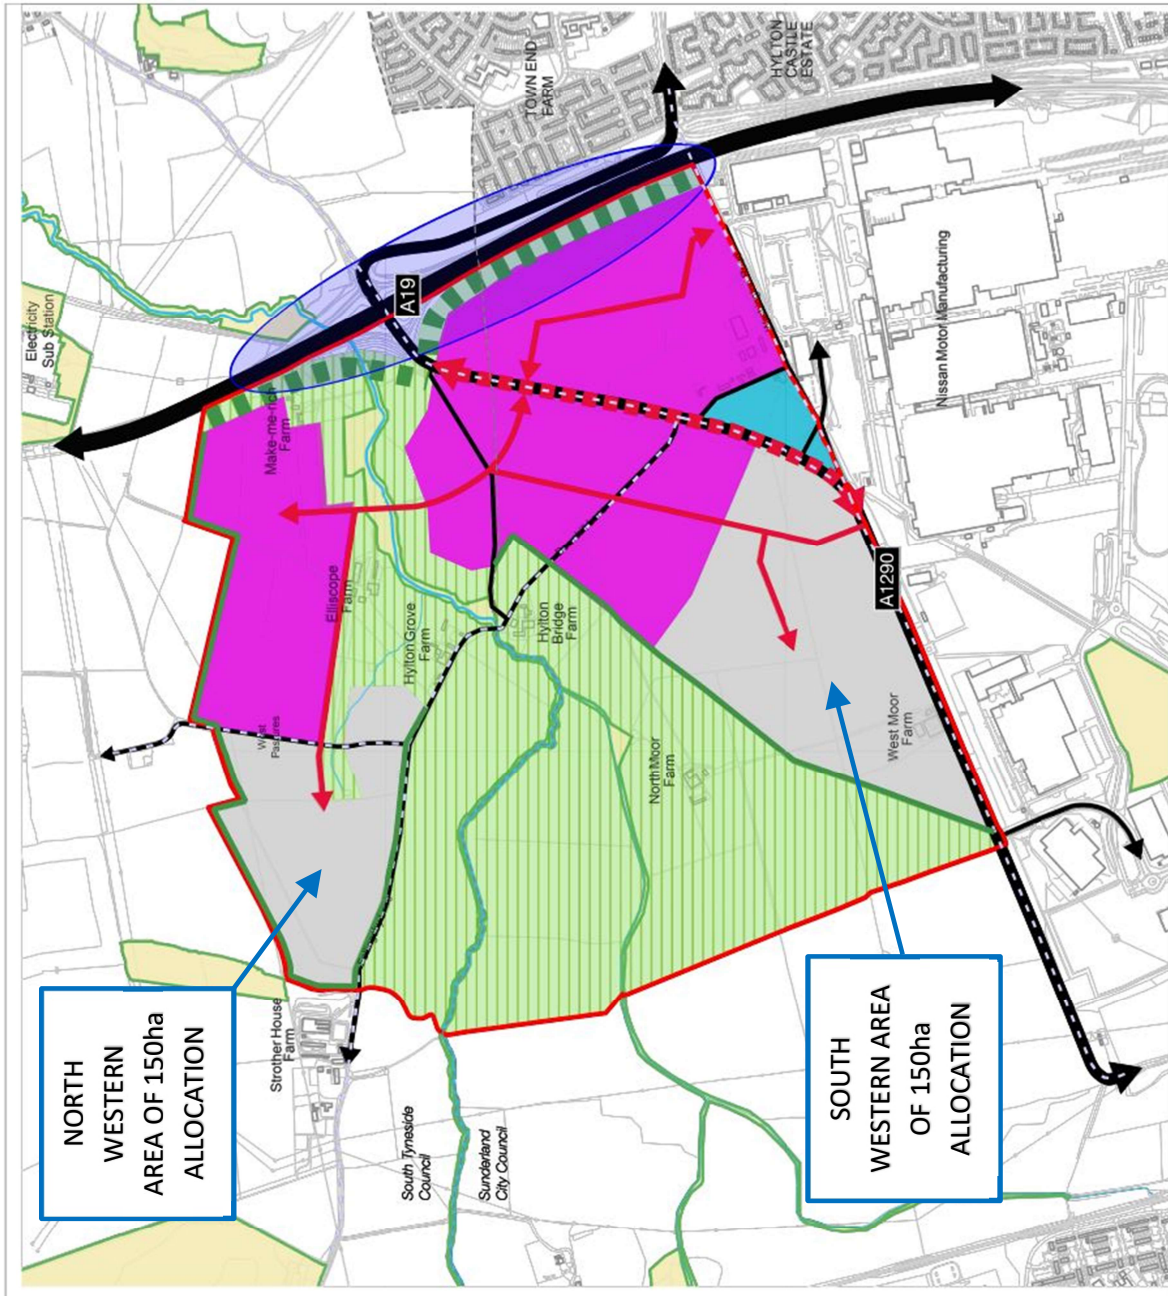 Electricity
Sub Station
NORTH
WESTERN
AREA OF 150ha
ALLOCATION
Strother House
Farm
West
Pastures
Make-me-rich
Farm
Elliscope
Farm
Hylton Grove
Farm
A19
South Tyneside
Council
Sunderland
City Council
TOWN END
FARM
Hylton
Bridge
Farm
North Moor
Farm
HYLTON
CASTLE
ESTATE
SOUTH
WESTERN AREA
OF 150ha
ALLOCATION
West Moor
Farm
A1290
Nissan Motor Manufacturing